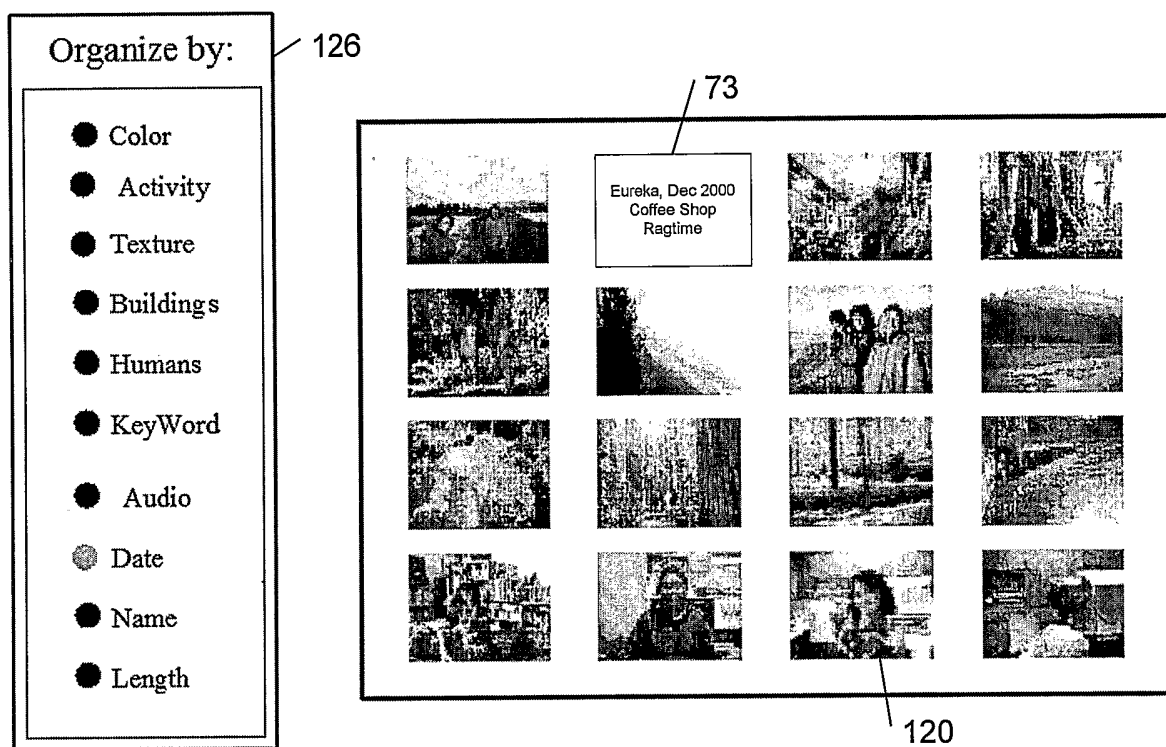 Organize by:
126
Color
Activity
Texture
Buildings
Humans
KeyWord
Audio
Date
Name
Length
73
Eureka, Dec 2000
Coffee Shop
Ragtime
120